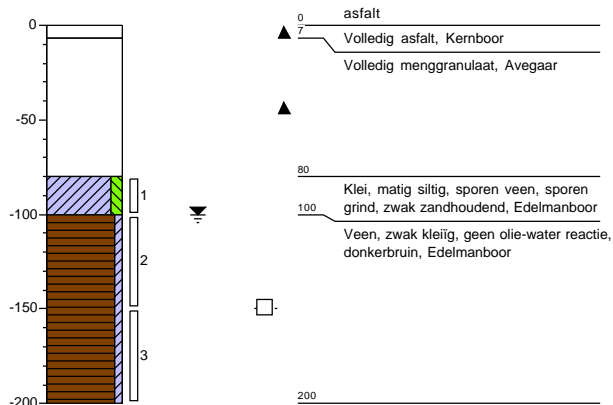 0
-50
-100
-150
-200
1
2
3
0
asfalt
7
Volledig asfalt, Kernboor
Volledig menggranulaat, Avegaar
80
Klei, matig siltig, sporen veen, sporen
grind, zwak zandhoudend, Edelmanboor
100
Veen, zwak kleiïg, geen olie-water reactie,
donkerbruin, Edelmanboor
200